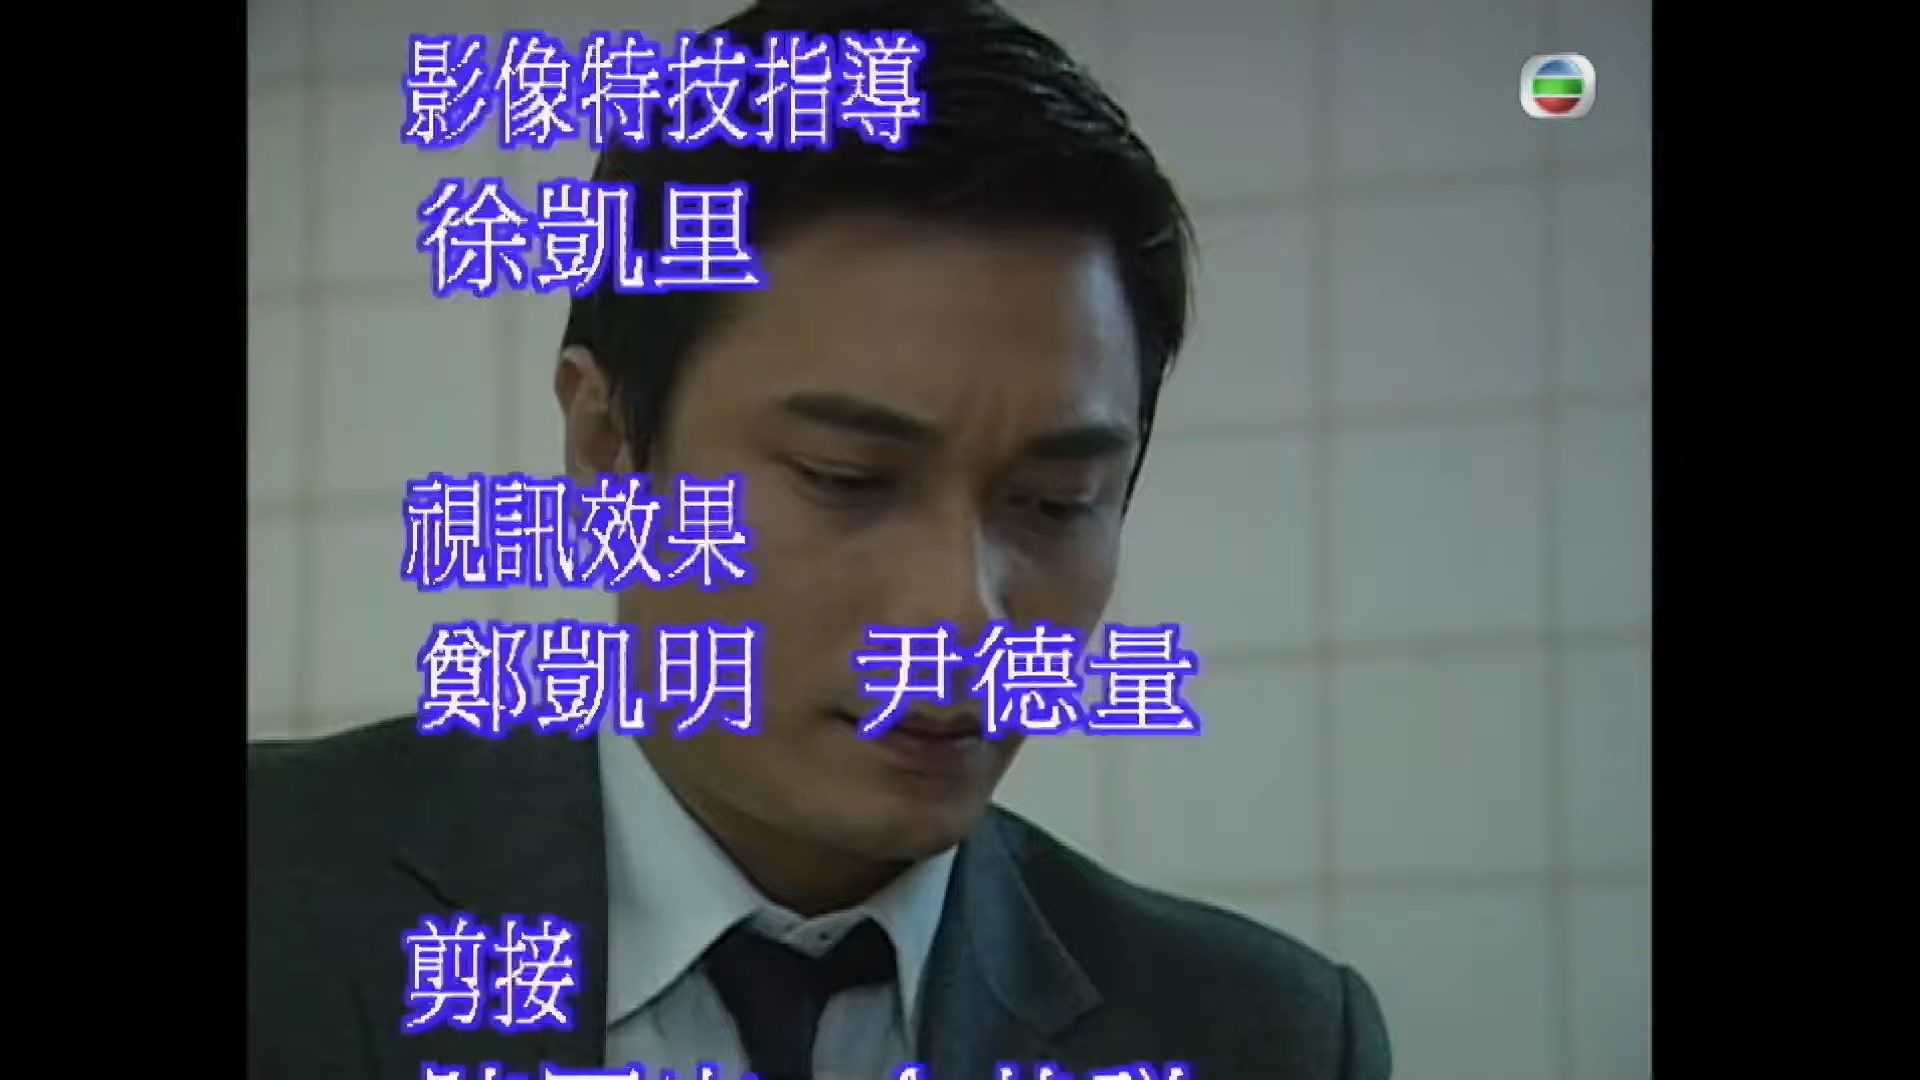 影像特技指導
徐凱里
視訊效果
鄭凱明 尹德量
剪接